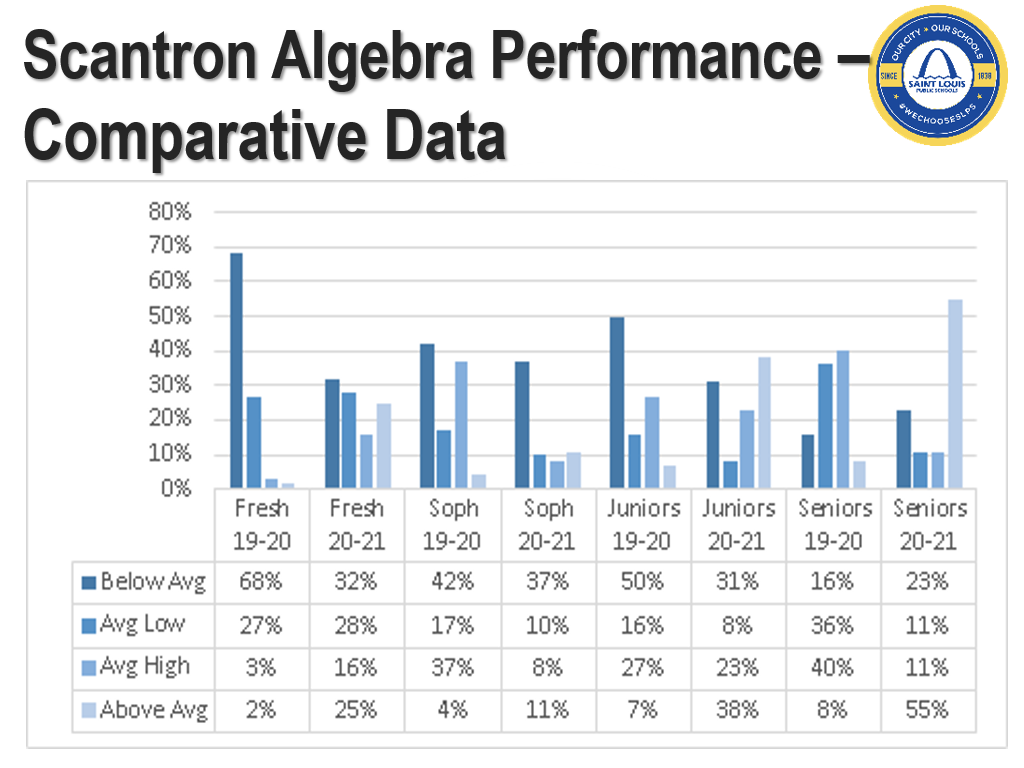 Scantron Algebra Performance –
Comparative Data
OUR CITY ★ OUR SCHOOLS
SINCE 1838
SAINT LOUIS
PUBLIC SCHOOLS
★ #WECHOOSESLPS ★
80%
70%
60%
50%
40%
30%
20%
10%
0%
Fresh Fresh Soph Soph Juniors Juniors Seniors Seniors
19-20 20-21 19-20 20-21 19-20 20-21 19-20 20-21
Below Avg 68% 32% 42% 37% 50% 31% 16% 23%
Avg Low 27% 28% 17% 10% 16% 8% 36% 11%
Avg High 3% 16% 37% 8% 27% 23% 40% 11%
Above Avg 2% 25% 4% 11% 7% 38% 8% 55%